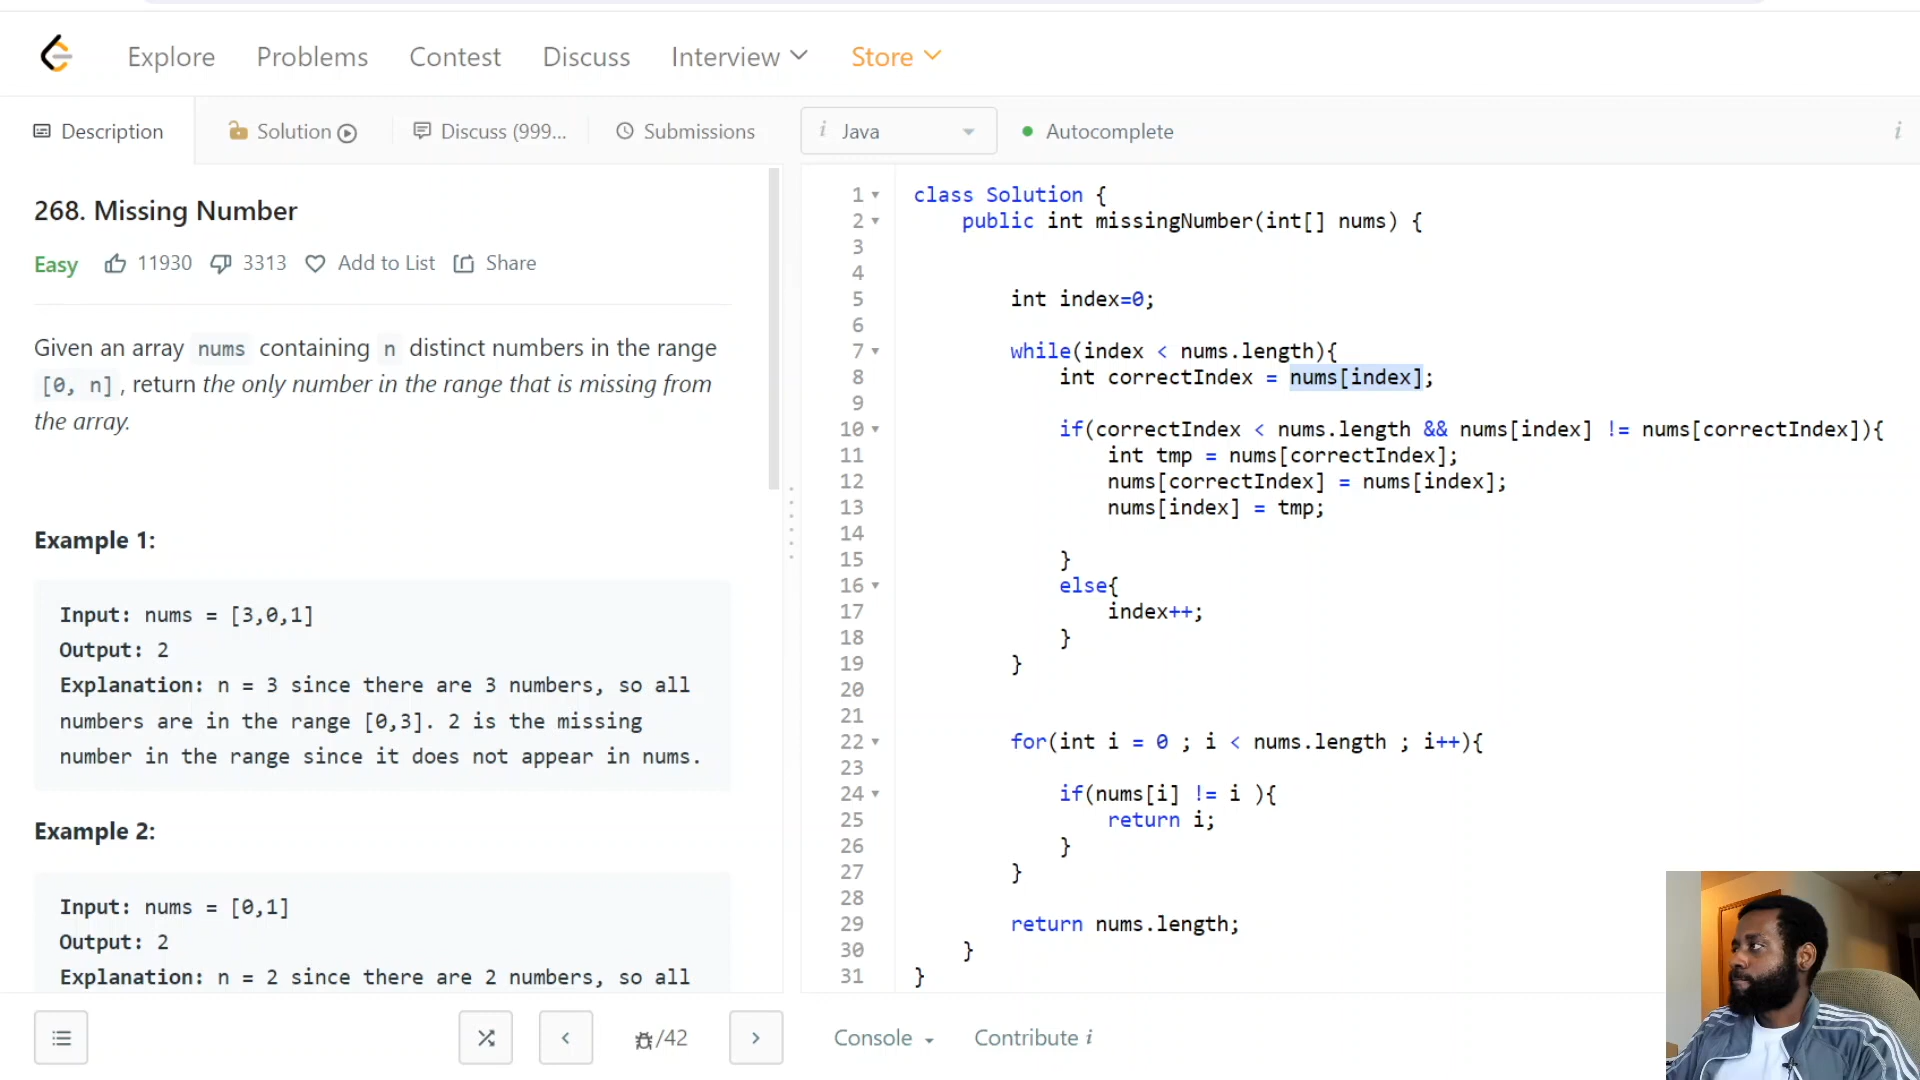 Explore Problems Contest Discuss Interview Store
Description Solution Discuss (999... Submissions
i Java Autocomplete i
268. Missing Number
Easy 11930 3313 Add to List Share
Given an array nums containing n distinct numbers in the range
[0, n], return the only number in the range that is missing from
the array.
Example 1:
Input: nums = [3,0,1]
Output: 2
Explanation: n = 3 since there are 3 numbers, so all
numbers are in the range [0,3]. 2 is the missing
number in the range since it does not appear in nums.
Example 2:
Input: nums = [0,1]
Output: 2
Explanation: n = 2 since there are 2 numbers, so all
1 class Solution {
2 public int missingNumber(int[] nums) {
3
4
5 int index=0;
6
7 while(index < nums.length){
8 int correctIndex = nums[index];
9
10 if(correctIndex < nums.length && nums[index] != nums[correctIndex]){
11 int tmp = nums[correctIndex];
12 nums[correctIndex] = nums[index];
13 nums[index] = tmp;
14
15 }
16 else{
17 index++;
18 }
19 }
20
21
22 for(int i = 0 ; i < nums.length ; i++){
23
24 if(nums[i] != i ){
25 return i;
26 }
27 }
28
29 return nums.length;
30 }
31 }
/42
Console Contribute i